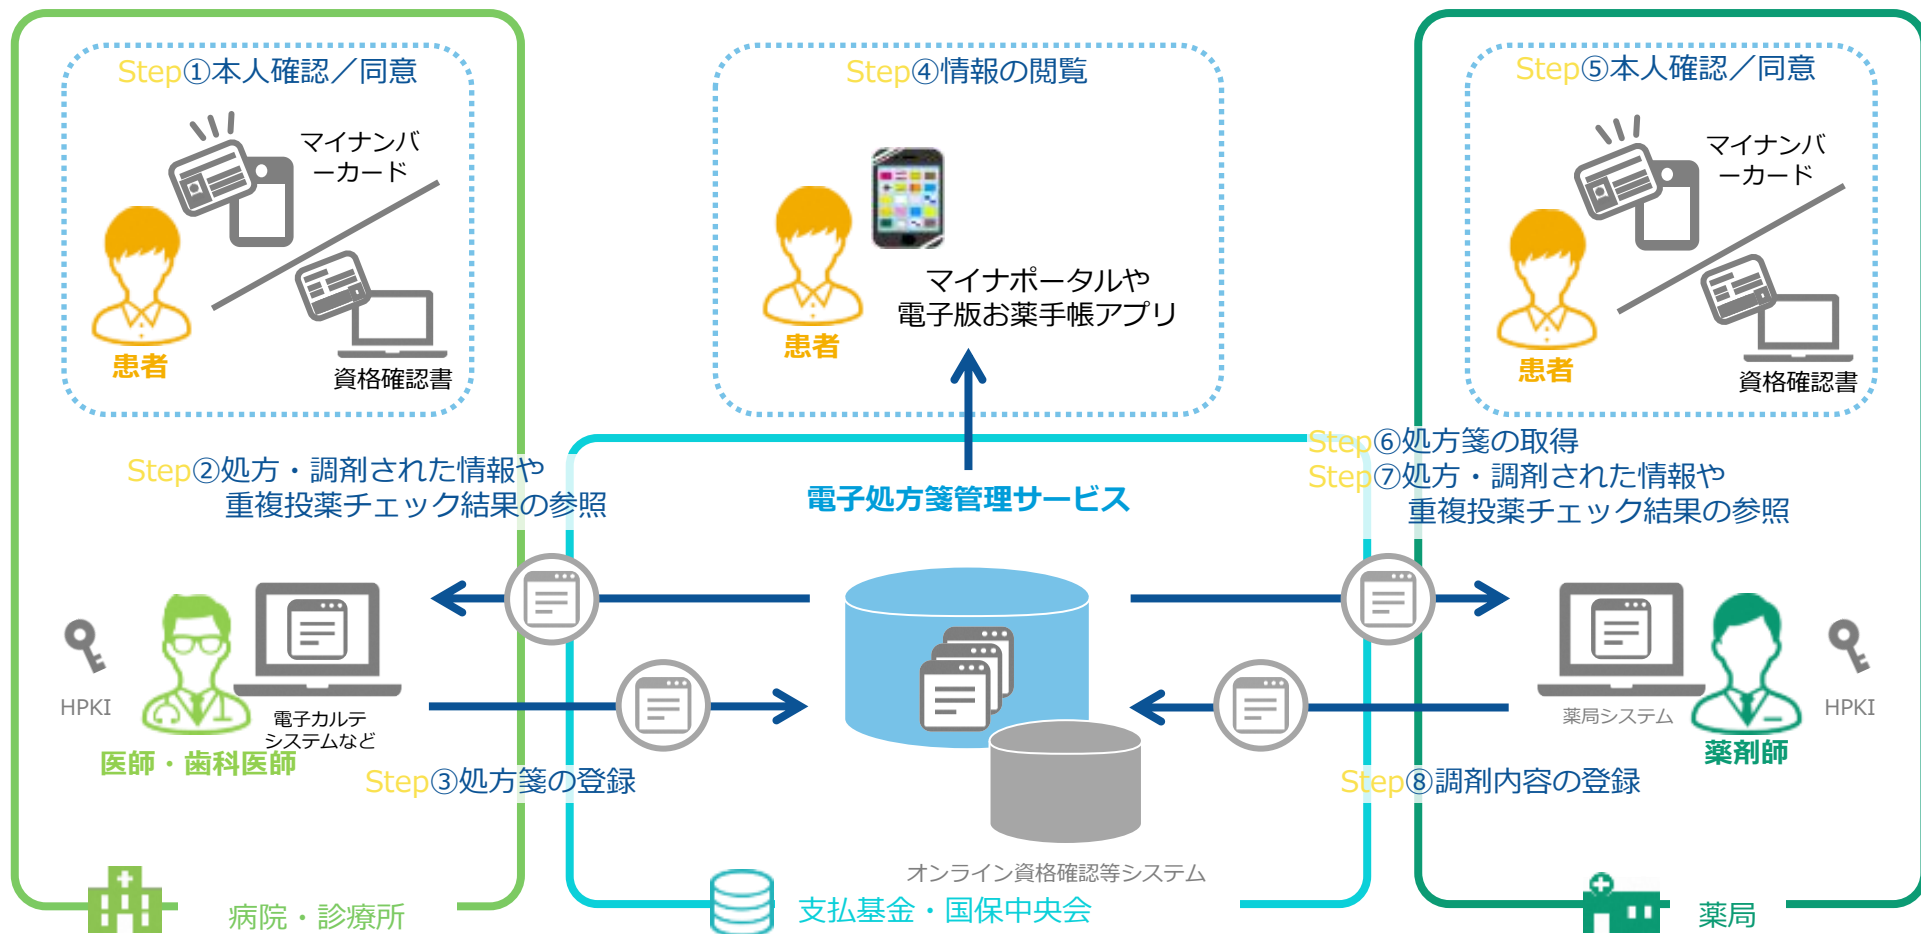 Step①本人確認／同意
マイナンバ
ーカード
患者
資格確認書
Step②処方・調剤された情報や
重複投薬チェック結果の参照
HPKI
電子カルテ
システムなど
医師・歯科医師
Step③処方箋の登録
病院・診療所
Step④情報の閲覧
マイナポータルや
電子版お薬手帳アプリ
患者
電子処方箋管理サービス
オンライン資格確認等システム
支払基金・国保中央会
Step⑤本人確認／同意
マイナンバ
ーカード
患者
資格確認書
Step⑥処方箋の取得
Step⑦処方・調剤された情報や
重複投薬チェック結果の参照
薬局システム
HPKI
薬剤師
Step⑧調剤内容の登録
薬局